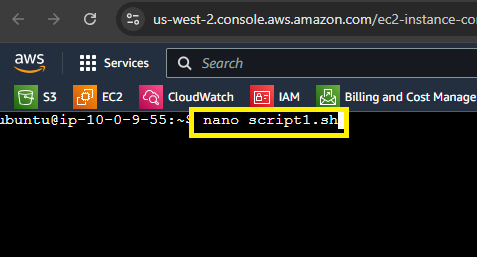 us-west-2.console.aws.amazon.com/ec2-instance-co
aws Services Search
S3 EC2 CloudWatch IAM Billing and Cost Manage
ubuntu@ip-10-0-9-55:~$ nano script1.sh